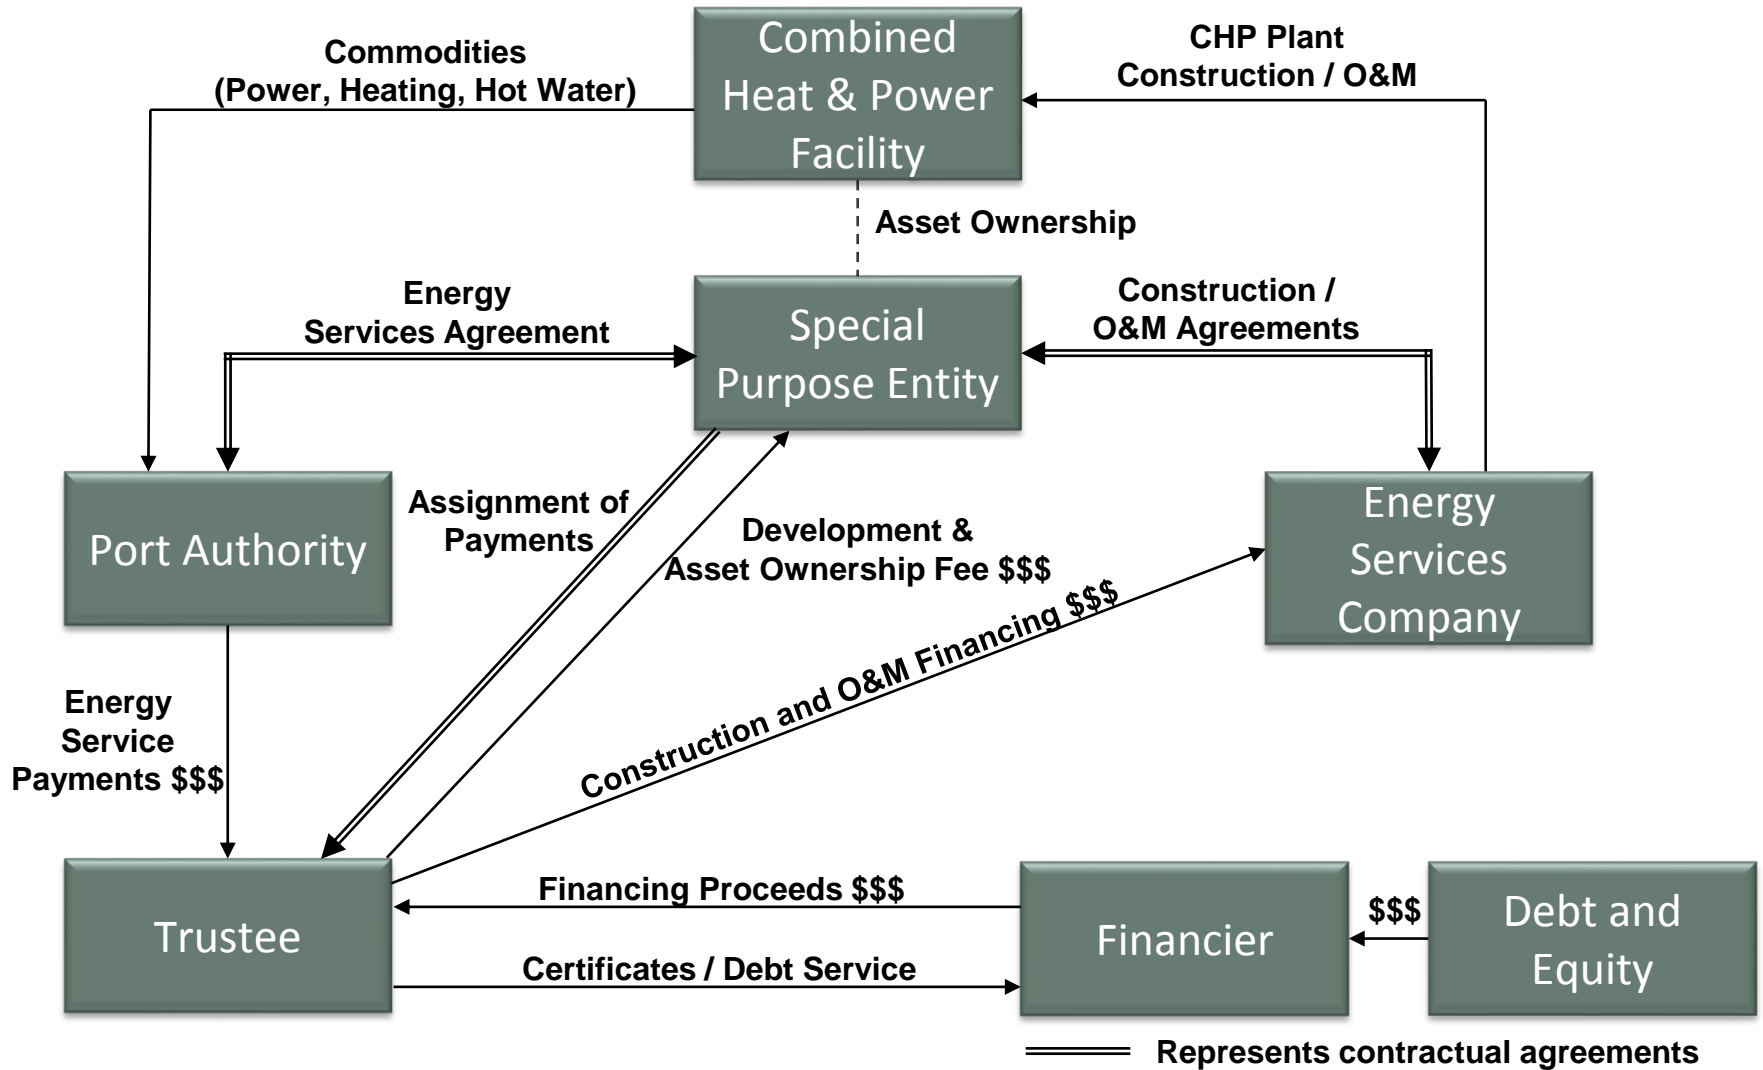 Commodities
(Power, Heating, Hot Water)
Combined
Heat & Power
Facility
CHP Plant
Construction / O&M
Asset Ownership
Energy
Services Agreement
Special
Purpose Entity
Construction /
O&M Agreements
Port Authority
Assignment of
Payments
Development &
Asset Ownership Fee $$$
Energy
Services
Company
Construction and O&M Financing $$$
Energy
Service
Payments $$$
Trustee
Financing Proceeds $$$
Certificates / Debt Service
Financier
$$$
Debt and
Equity
Represents contractual agreements